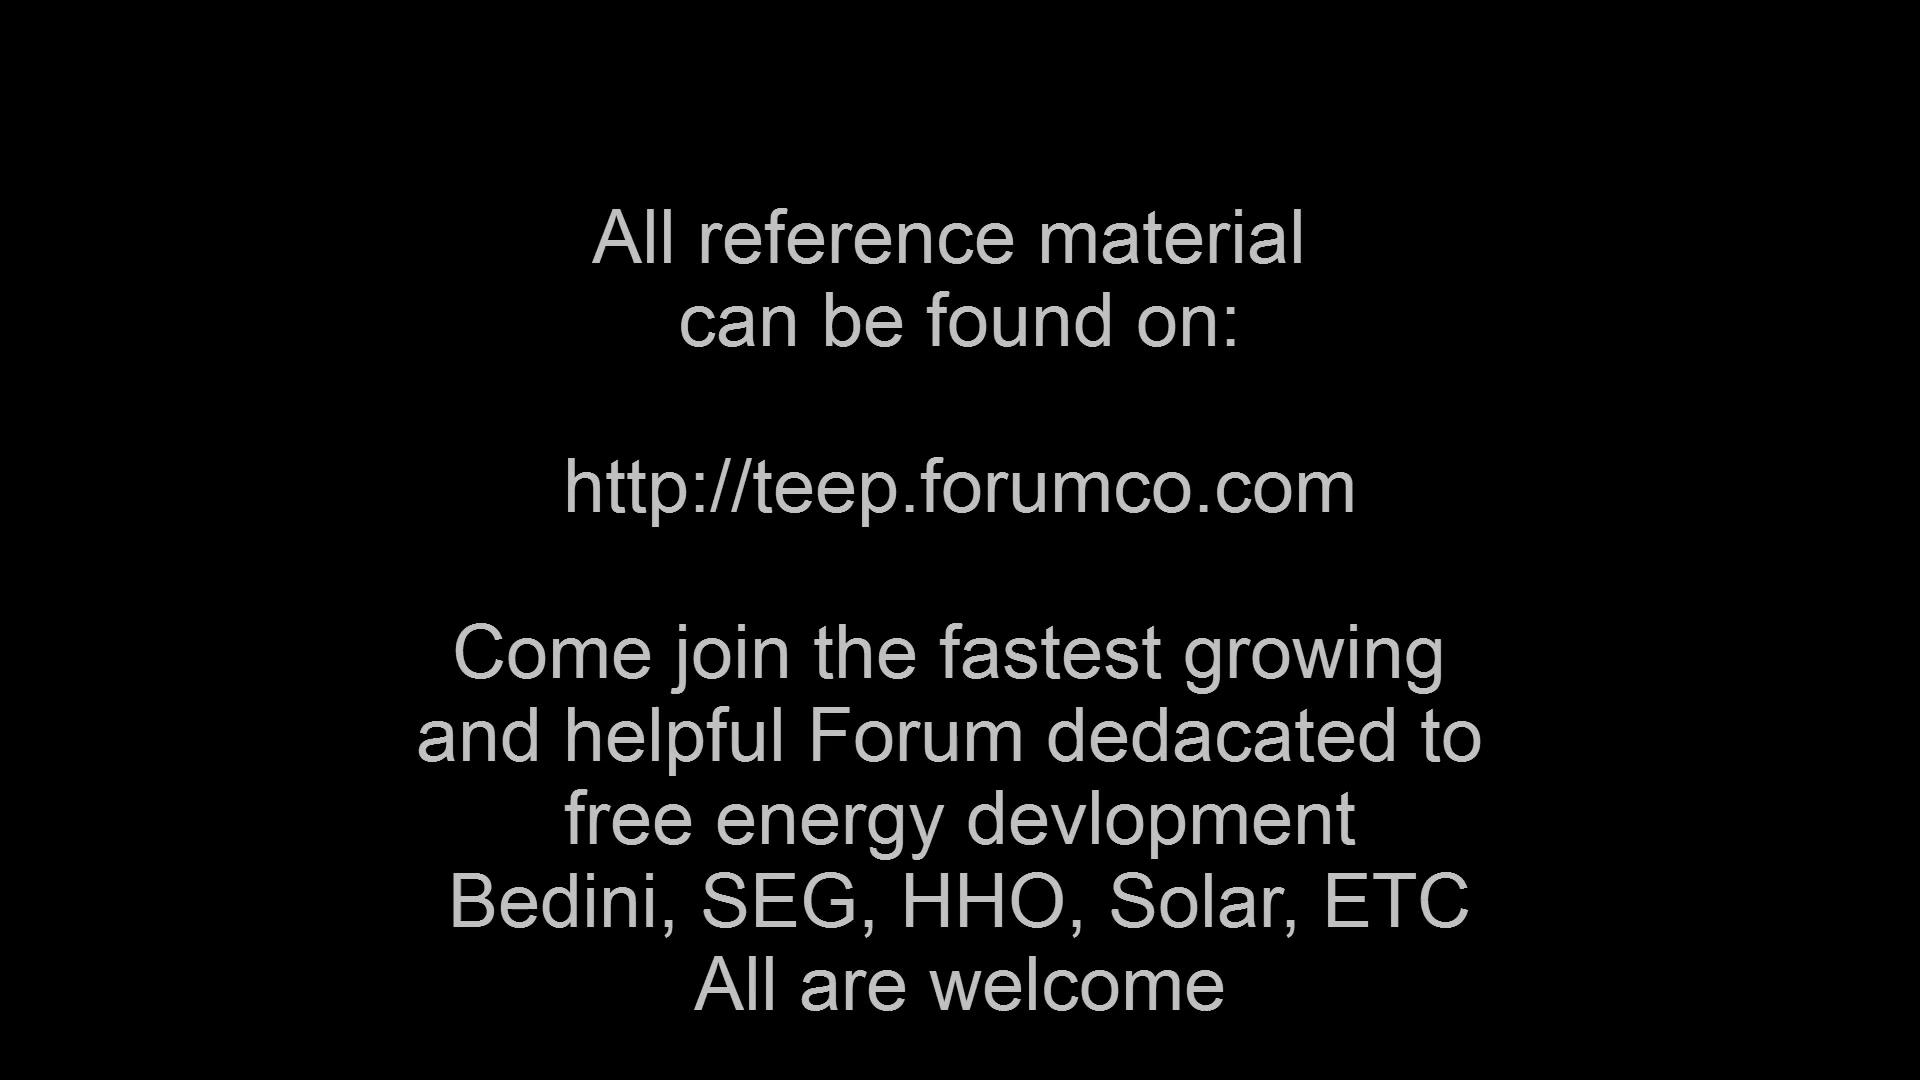 All reference material
can be found on:
http://teep.forumco.com
Come join the fastest growing
and helpful Forum dedacated to
free energy devlopment
Bedini, SEG, HHO, Solar, ETC
All are welcome